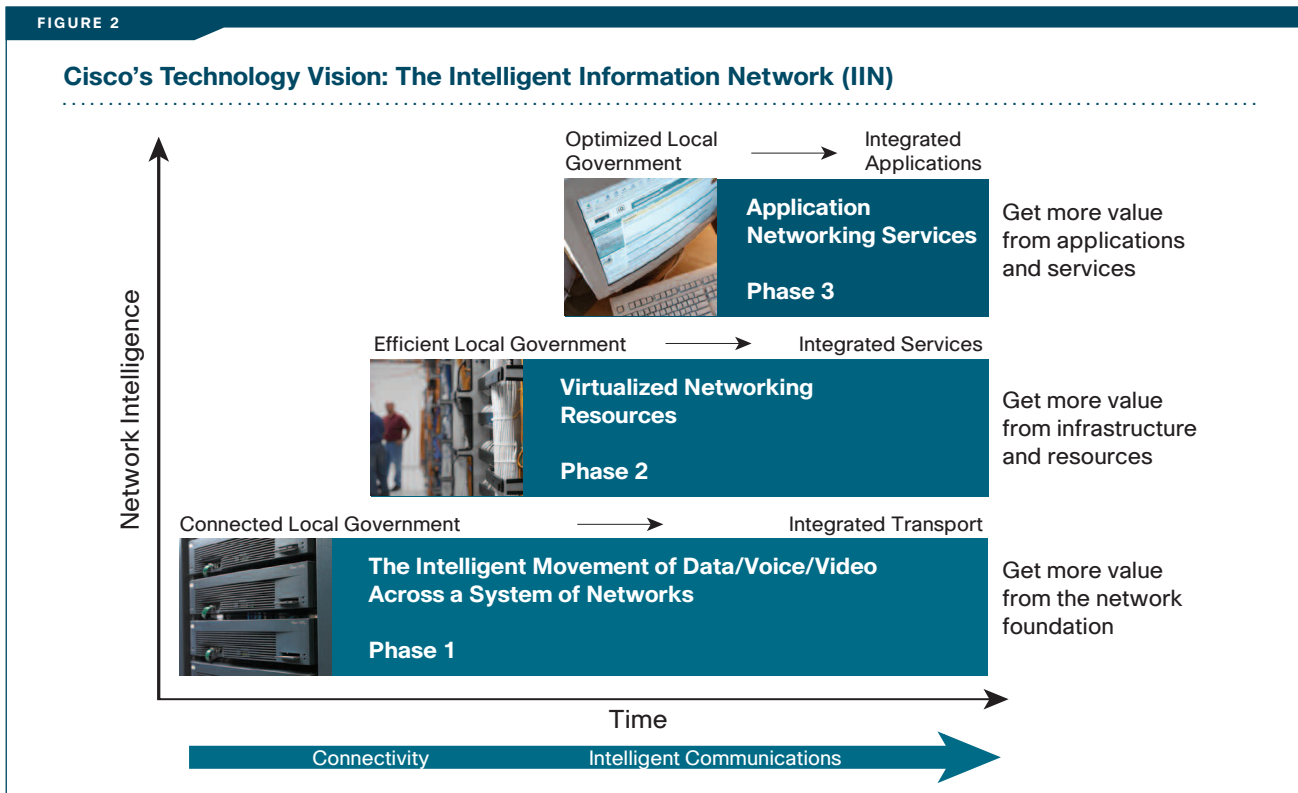 FIGURE 2
Cisco's Technology Vision: The Intelligent Information Network (IIN)
Optimized Local
Government
Integrated
Applications
Application
Networking Services
Phase 3
Get more value
from applications
and services
Efficient Local Government
Integrated Services
Virtualized Networking
Resources
Phase 2
Get more value
from infrastructure
and resources
Connected Local Government
Integrated Transport
The Intelligent Movement of Data/Voice/Video
Across a System of Networks
Phase 1
Get more value
from the network
foundation
Network Intelligence
Time
Connectivity
Intelligent Communications